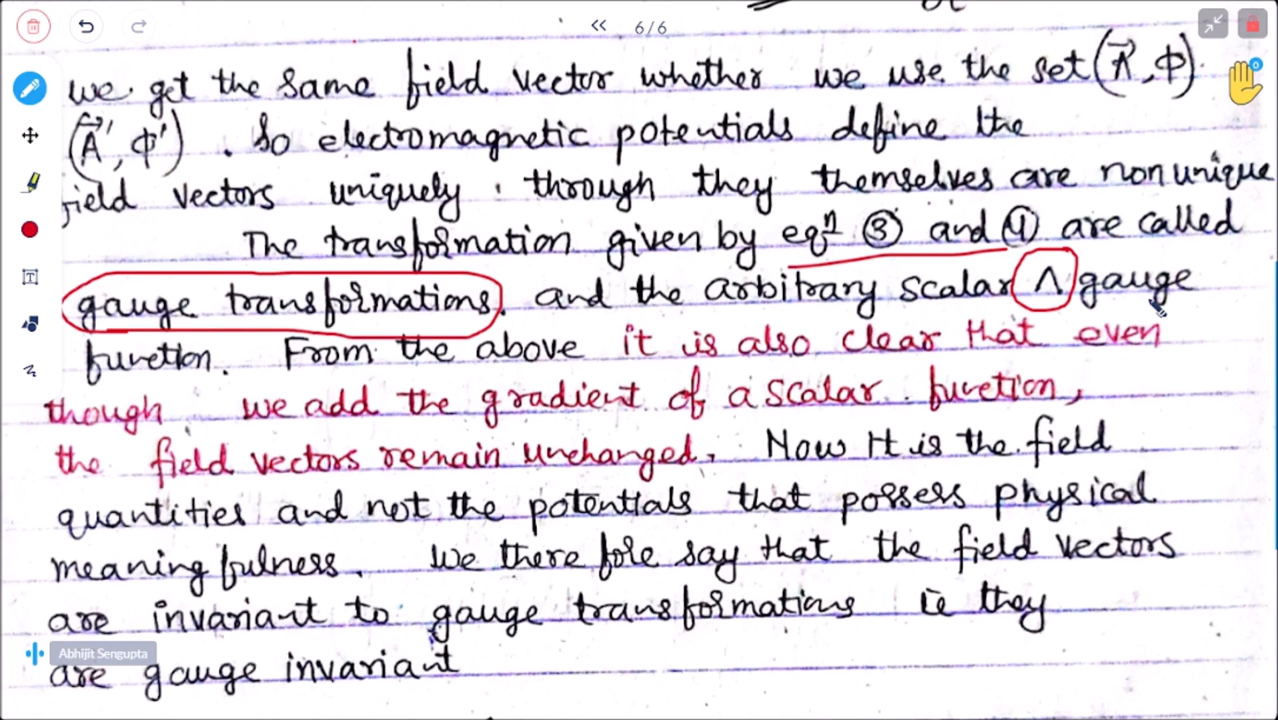 6/6
we get the same field vector whether we use the set (A⃗, Φ).
(A⃗', Φ'). So electromagnetic potentials define the
field vectors uniquely, through they themselves are non unique
The transformation given by eqⁿ ③ and ④ are called
gauge transformations. and the arbitrary scalar Λ gauge
function. From the above it is also clear that even
though we add the gradient of a scalar function,
the field vectors remain unchanged. Now it is the field
quantities and not the potentials that possess physical
meaningfulness. We therefore say that the field vectors
are invariant to gauge transformations ie they
Abhijit Sengupta
are gauge invariant